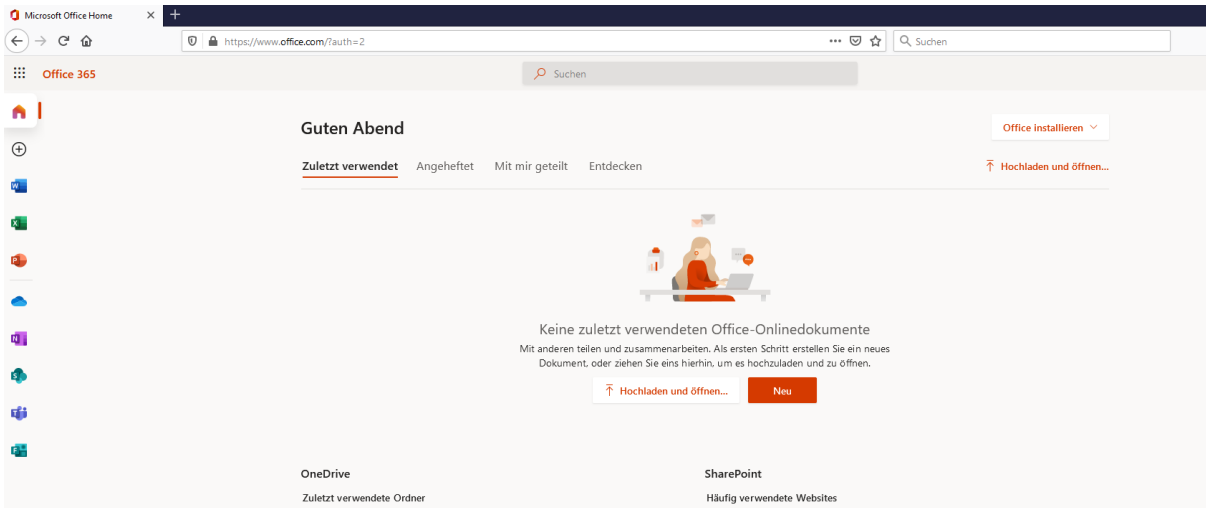 Microsoft Office Home
https://www.office.com/?auth=2
Suchen
Office 365
Suchen
Guten Abend
Office installieren
Zuletzt verwendet Angeheftet Mit mir geteilt Entdecken
Hochladen und öffnen...
Keine zuletzt verwendeten Office-Onlinedokumente
Mit anderen teilen und zusammenarbeiten. Als ersten Schritt erstellen Sie ein neues
Dokument, oder ziehen Sie eins hierhin, um es hochzuladen und zu öffnen.
Hochladen und öffnen... Neu
OneDrive SharePoint
Zuletzt verwendete Ordner Häufig verwendete Websites